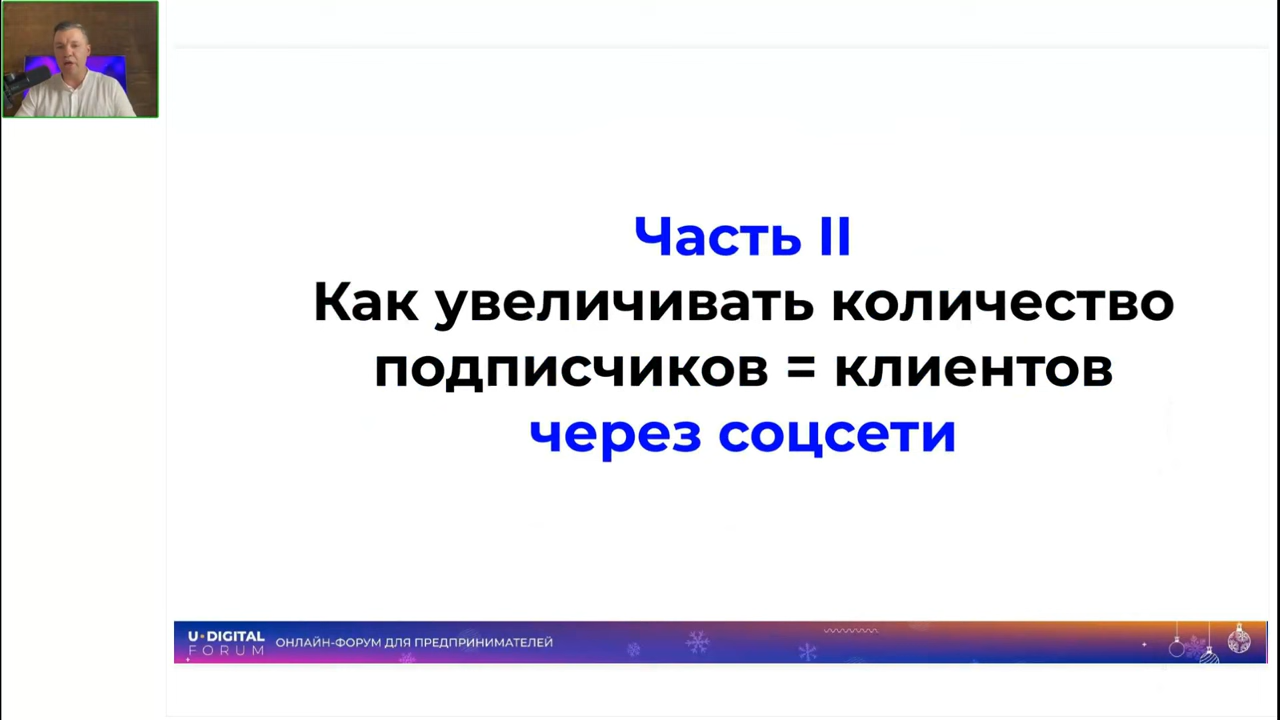 Часть II
Как увеличивать количество
подписчиков = клиентов
через соцсети
U·DIGITAL
FORUM
ОНЛАЙН-ФОРУМ ДЛЯ ПРЕДПРИНИМАТЕЛЕЙ